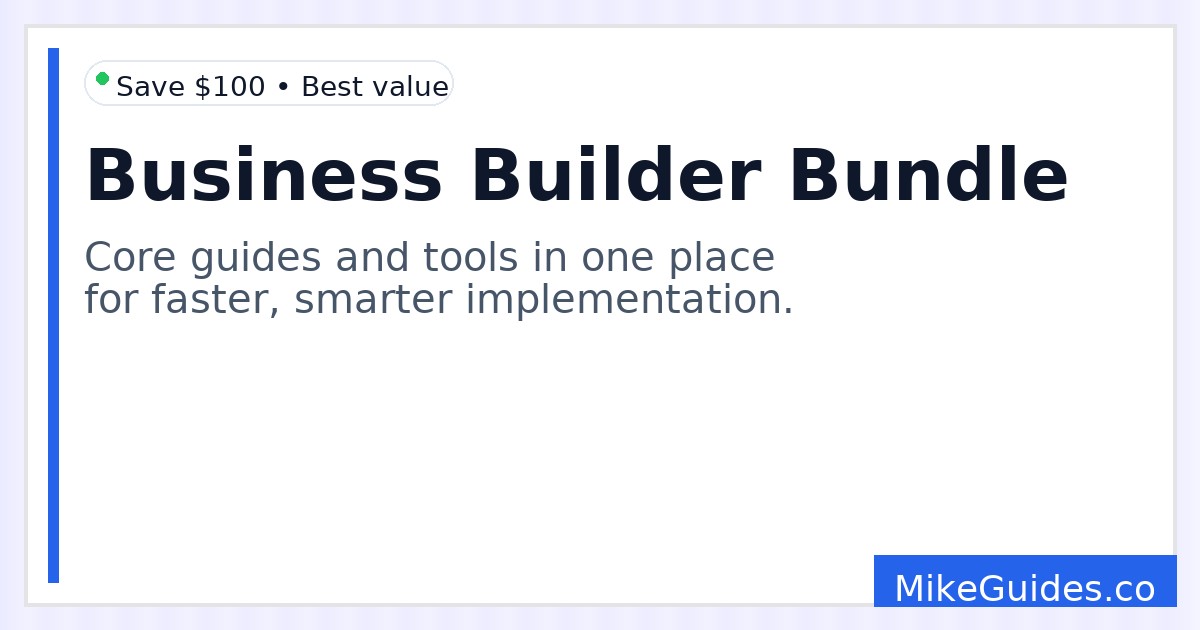 Save $100 • Best value
Business Builder Bundle
Core guides and tools in one place
for faster, smarter implementation.
MikeGuides.co